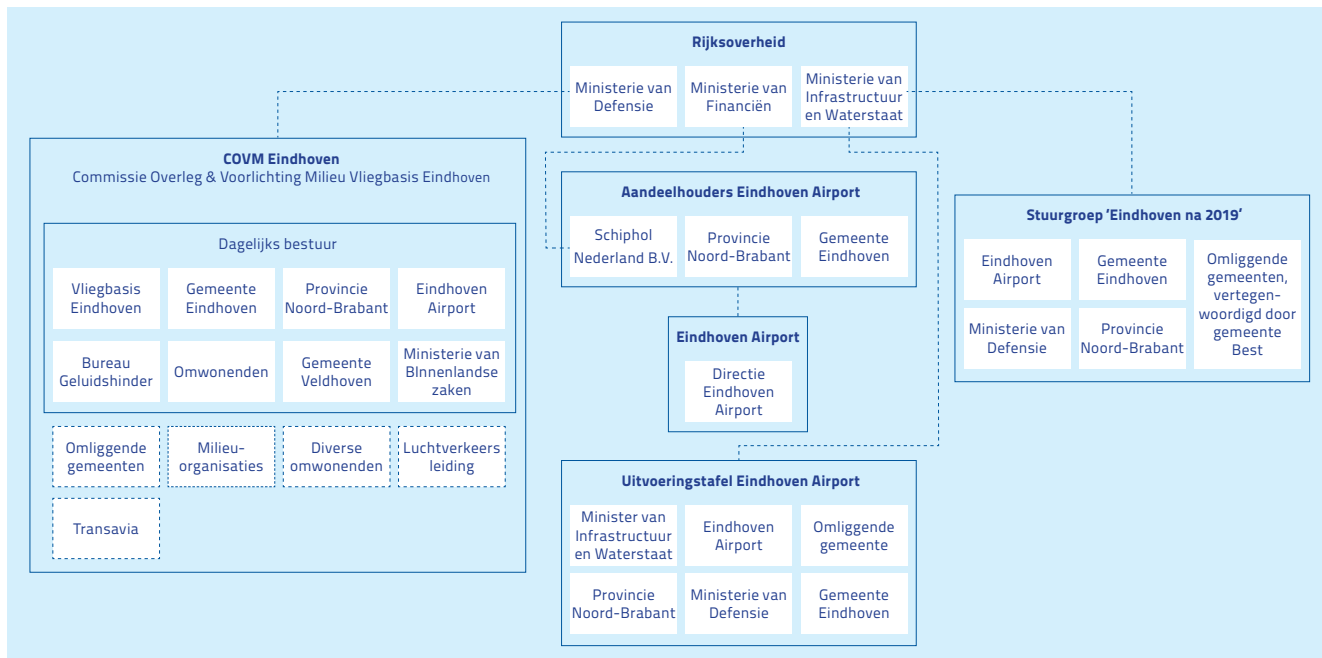 Rijksoverheid
Ministerie van
Defensie
Ministerie van
Financiën
Ministerie van
Infrastructuur
en Waterstaat
COVM Eindhoven
Commissie Overleg & Voorlichting Milieu Vliegbasis Eindhoven
Dagelijks bestuur
Vliegbasis
Eindhoven
Gemeente
Eindhoven
Provincie
Noord-Brabant
Eindhoven
Airport
Bureau
Geluidshinder
Omwonenden
Gemeente
Veldhoven
Ministerie van
BInnenlandse
zaken
Omliggende
gemeenten
Milieu-
organisaties
Diverse
omwonenden
Luchtverkeers
leiding
Transavia
Aandeelhouders Eindhoven Airport
Schiphol
Nederland B.V.
Provincie
Noord-Brabant
Gemeente
Eindhoven
Eindhoven Airport
Directie
Eindhoven
Airport
Uitvoeringstafel Eindhoven Airport
Minister van
Infrastructuur
en Waterstaat
Eindhoven
Airport
Omliggende
gemeente
Provincie
Noord-Brabant
Ministerie van
Defensie
Gemeente
Eindhoven
Stuurgroep ‘Eindhoven na 2019’
Eindhoven
Airport
Gemeente
Eindhoven
Omliggende
gemeenten,
vertegen-
woordigd door
gemeente
Best
Ministerie van
Defensie
Provincie
Noord-Brabant